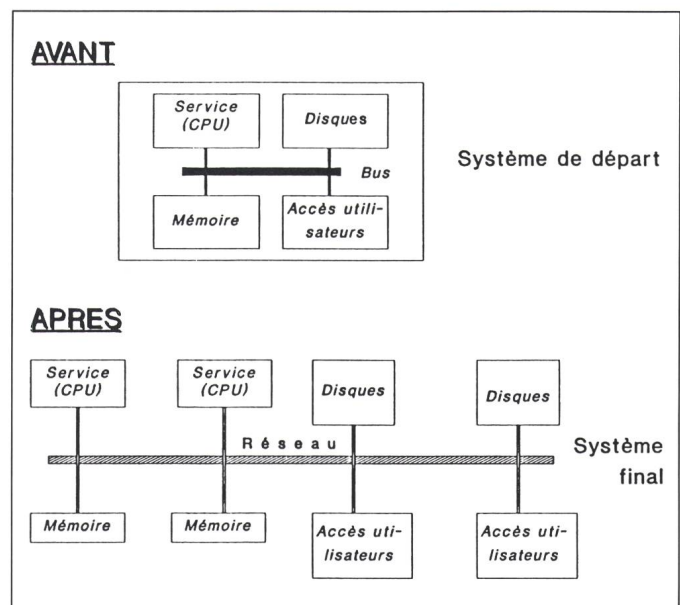 AVANT
Service
(CPU)
Disques
Bus
Système de départ
Mémoire
Accès utili-
sateurs
APRES
Service
(CPU)
Service
(CPU)
Disques
Disques
Réseau
Système
final
Mémoire
Mémoire
Accès uti-
lisateurs
Accès uti-
lisateurs